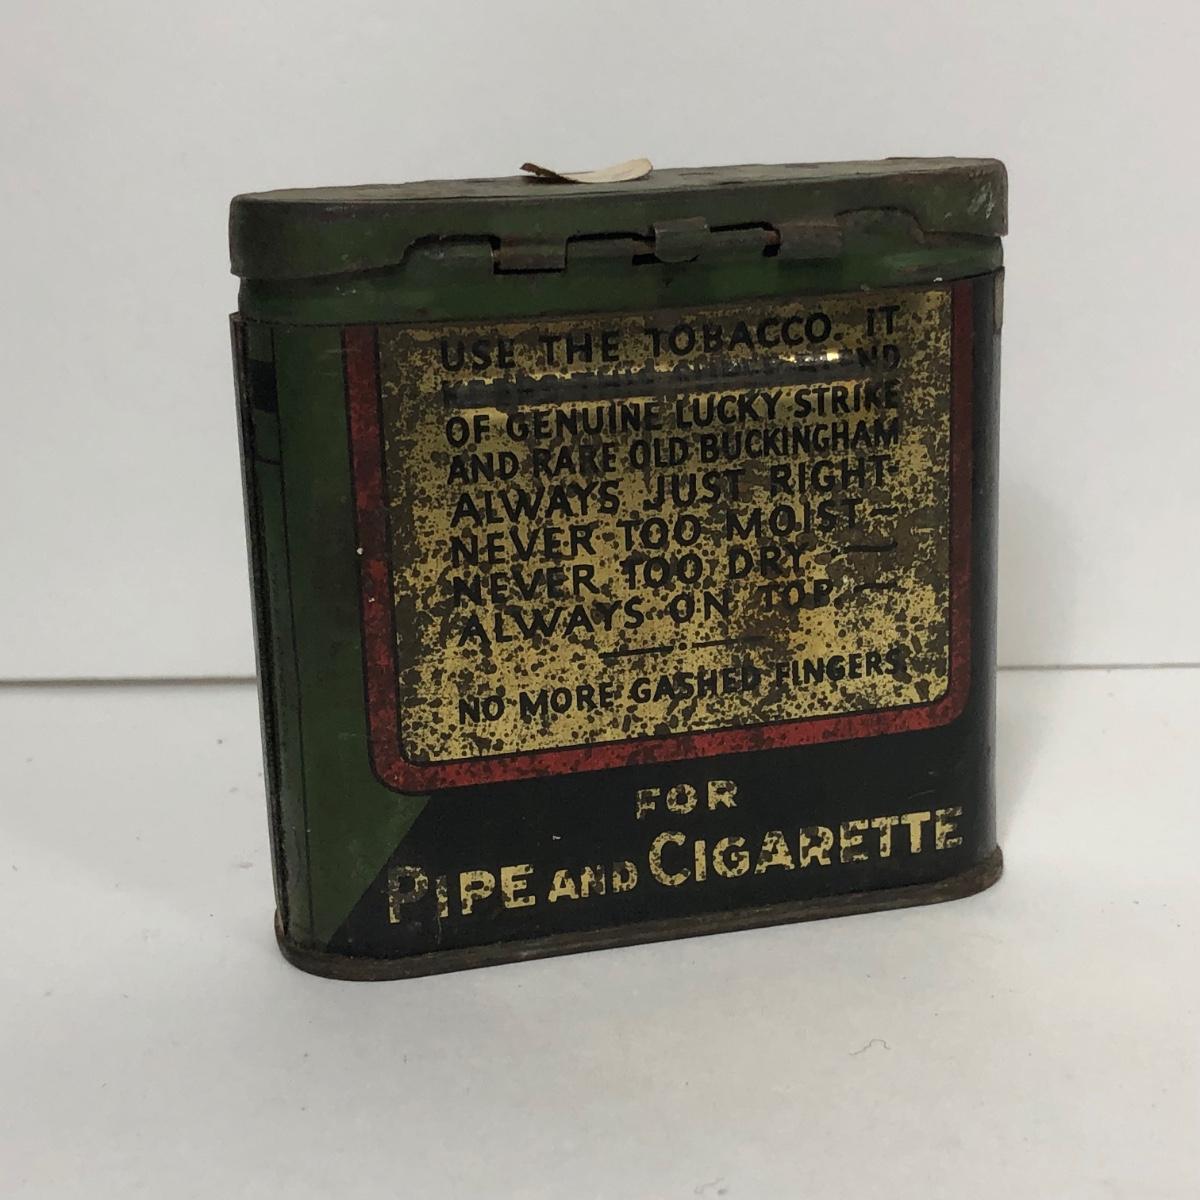 USE THE TOBACCO. IT
BLEND
OF GENUINE LUCKY STRIKE
AND RARE OLD BUCKINGHAM
ALWAYS JUST RIGHT-
NEVER TOO MOIST—
NEVER TOO DRY —
ALWAYS ON TOP —
NO MORE GASHED FINGERS
FOR
PIPE AND CIGARETTE